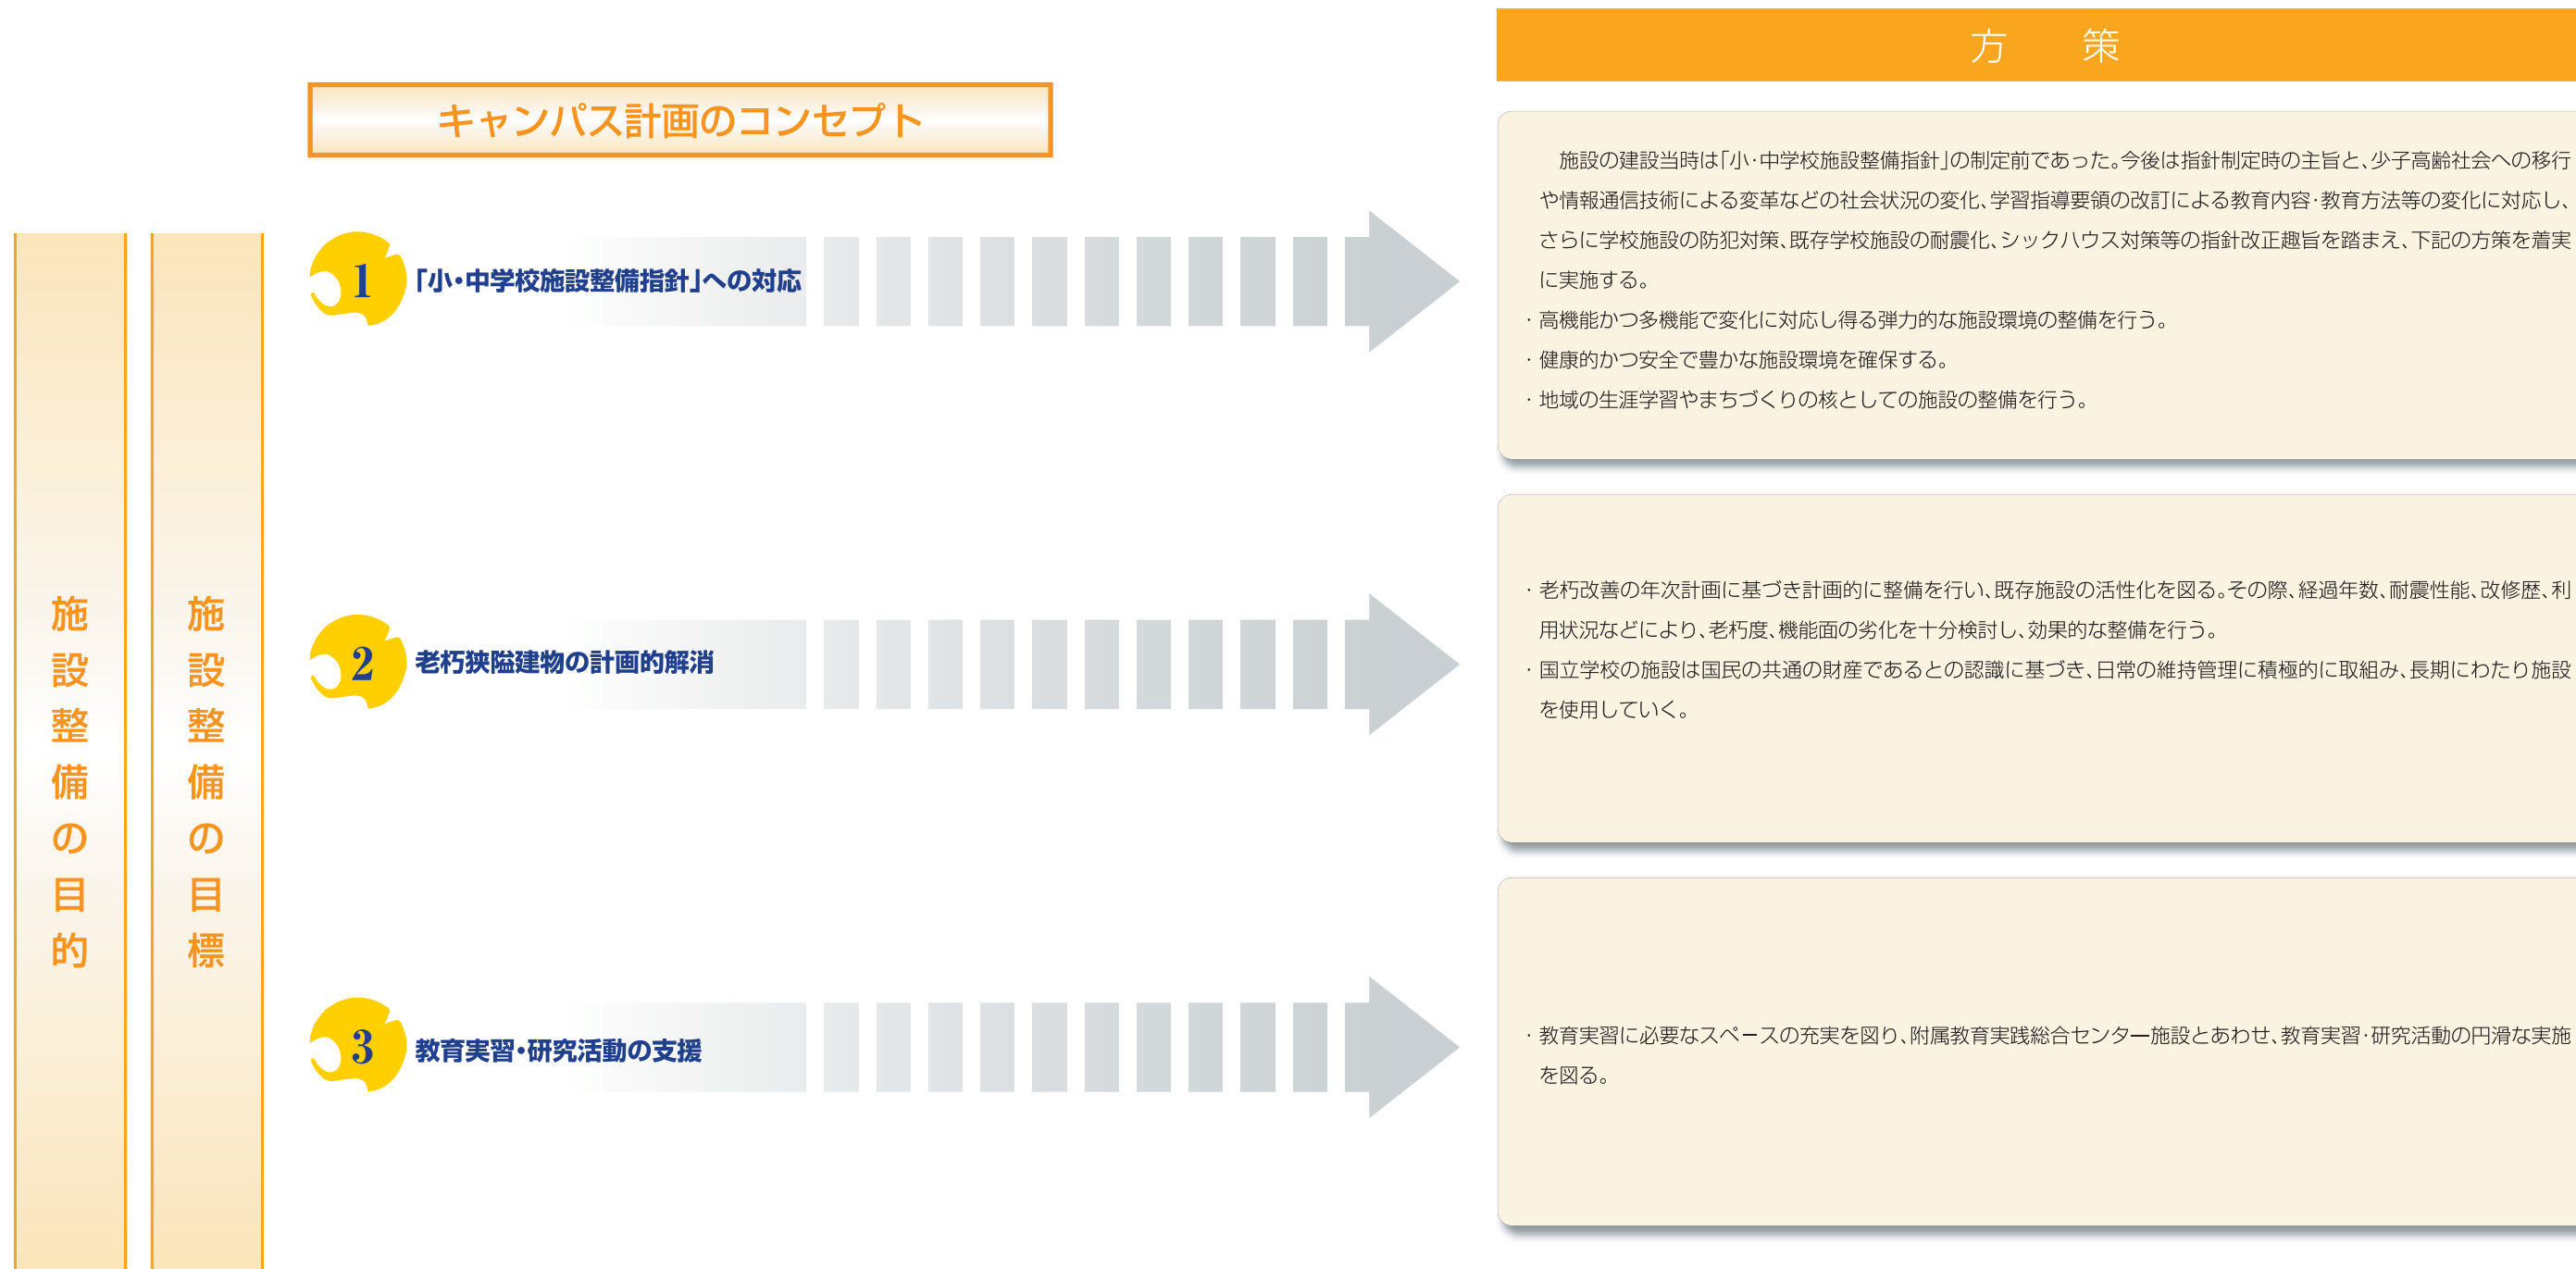 方　策
キャンパス計画のコンセプト
施設整備の目的
施設整備の目標
1
「小・中学校施設整備指針」への対応
施設の建設当時は「小・中学校施設整備指針」の制定前であった。今後は指針制定時の主旨と、少子高齢社会への移行
や情報通信技術による変革などの社会状況の変化、学習指導要領の改訂による教育内容・教育方法等の変化に対応し、
さらに学校施設の防犯対策、既存学校施設の耐震化、シックハウス対策等の指針改正趣旨を踏まえ、下記の方策を着実
に実施する。
・高機能かつ多機能で変化に対応し得る弾力的な施設環境の整備を行う。
・健康的かつ安全で豊かな施設環境を確保する。
・地域の生涯学習やまちづくりの核としての施設の整備を行う。
2
老朽狭隘建物の計画的解消
・老朽改善の年次計画に基づき計画的に整備を行い、既存施設の活性化を図る。その際、経過年数、耐震性能、改修歴、利
用状況などにより、老朽度、機能面の劣化を十分検討し、効果的な整備を行う。
・国立学校の施設は国民の共通の財産であるとの認識に基づき、日常の維持管理に積極的に取組み、長期にわたり施設
を使用していく。
3
教育実習・研究活動の支援
・教育実習に必要なスペースの充実を図り、附属教育実践総合センター施設とあわせ、教育実習・研究活動の円滑な実施
を図る。